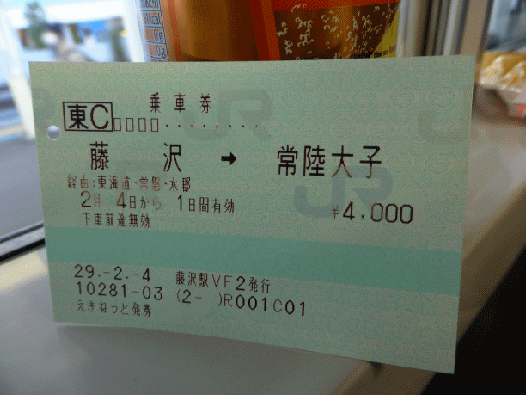 乗車券
東C
藤沢 → 常陸大子
経由:東海道・常磐・水郡
2月 4日から 1日間有効 ¥4,000
下車前途無効
29.-2.-4 藤沢駅VF2発行
10281-03 (2- )R001C01
えきねっと発券